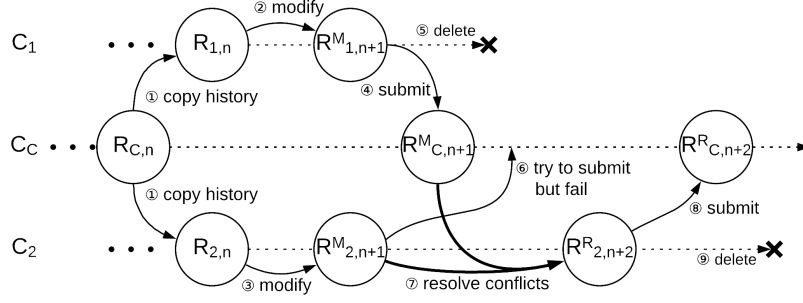 ② modify
C1 • • • R1,n RM1,n+1 ⑤ delete
④ submit
① copy history
CC • • • RC,n RMC,n+1 RRC,n+2
⑥ try to submit
but fail
① copy history
⑧ submit
C2 • • • R2,n RM2,n+1 RR2,n+2
⑨ delete
③ modify
⑦ resolve conflicts